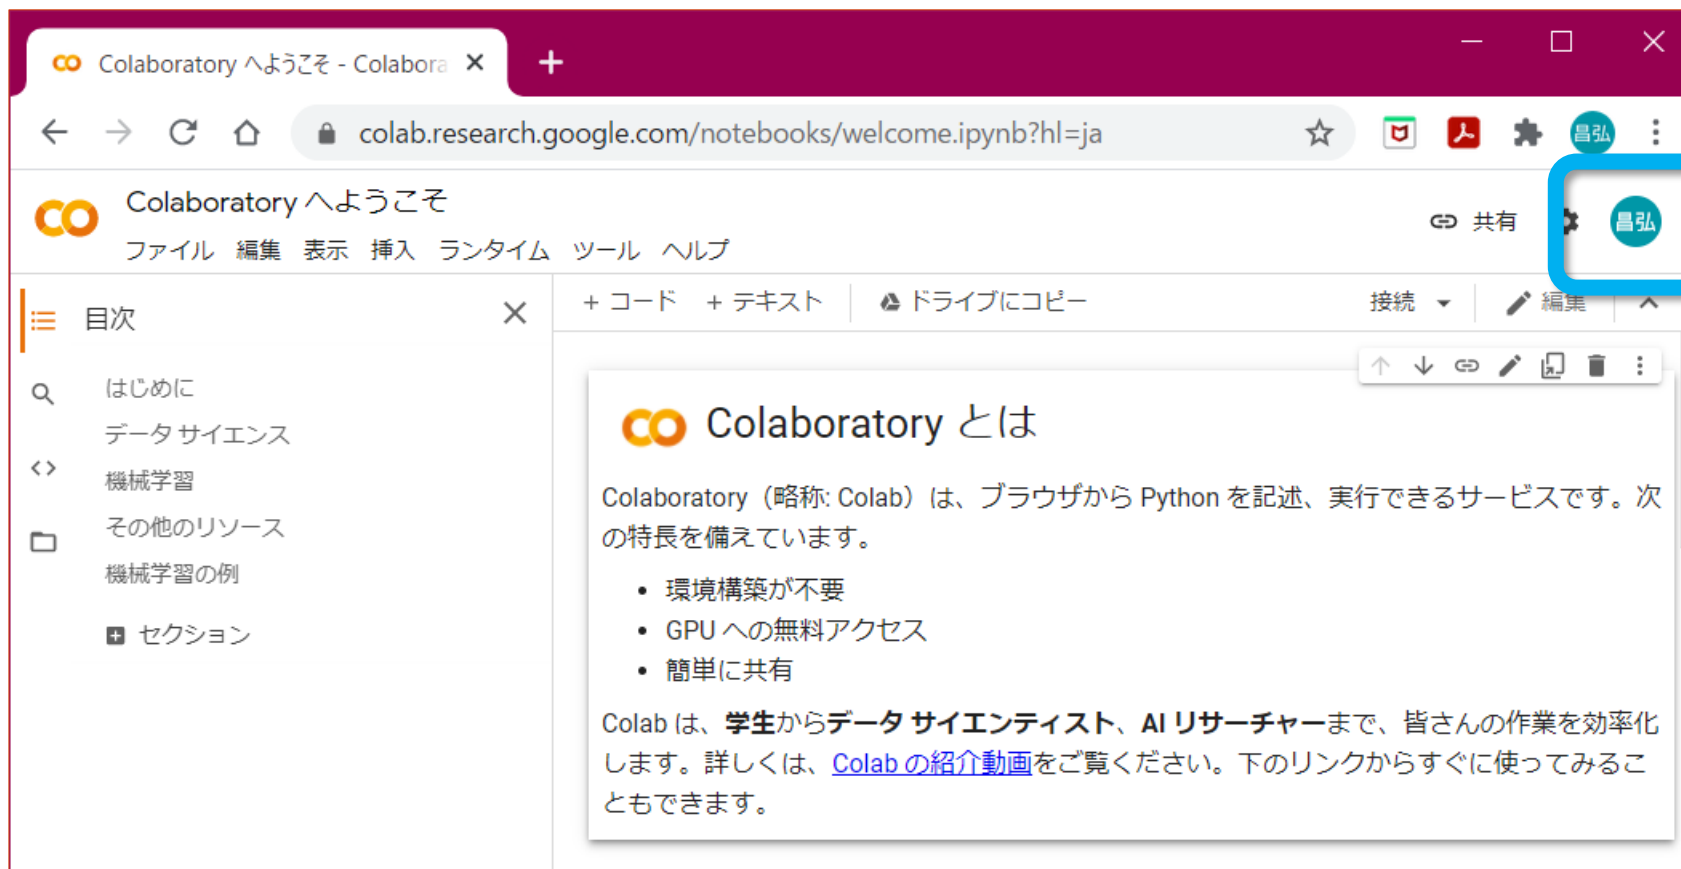 Colaboratory へようこそ - Colabora
colab.research.google.com/notebooks/welcome.ipynb?hl=ja
昌弘
Colaboratory へようこそ
共有
昌弘
ファイル 編集 表示 挿入 ランタイム ツール ヘルプ
目次
はじめに
データ サイエンス
機械学習
その他のリソース
機械学習の例
セクション
+ コード + テキスト ドライブにコピー
接続
編集
CO Colaboratory とは
Colaboratory（略称: Colab）は、ブラウザから Python を記述、実行できるサービスです。次
の特長を備えています。
• 環境構築が不要
• GPU への無料アクセス
• 簡単に共有
Colab は、学生からデータ サイエンティスト、AI リサーチャーまで、皆さんの作業を効率化
します。詳しくは、Colab の紹介動画をご覧ください。下のリンクからすぐに使ってみるこ
ともできます。